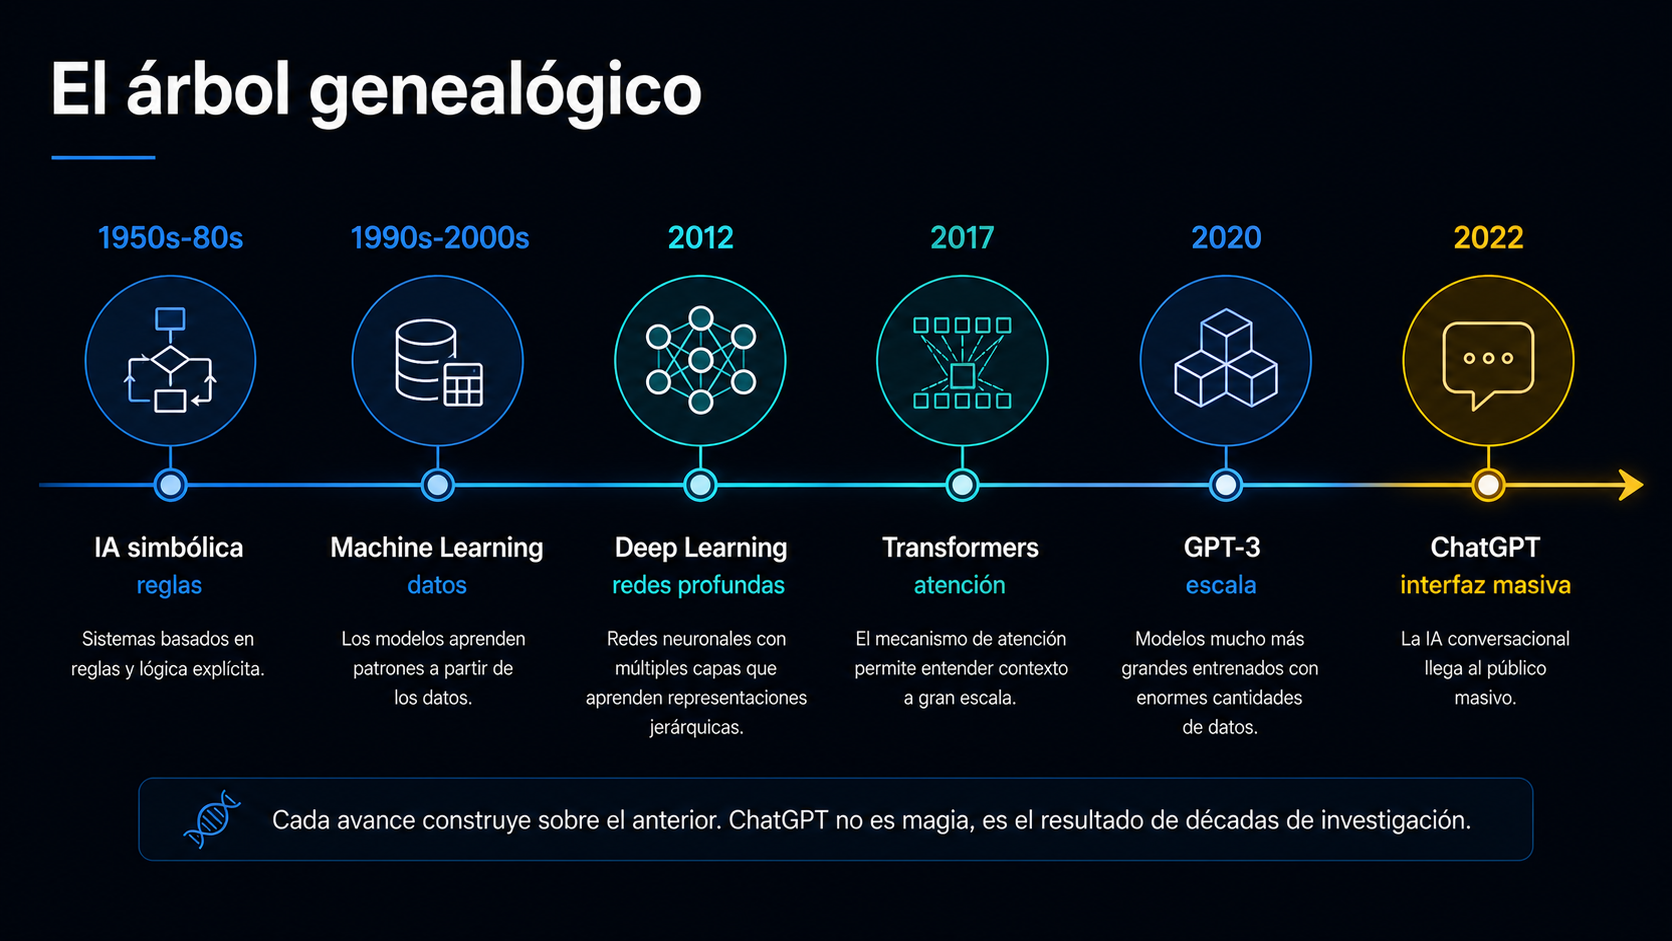 El árbol genealógico
1950s-80s
IA simbólica
reglas
Sistemas basados en
reglas y lógica explícita.
1990s-2000s
Machine Learning
datos
Los modelos aprenden
patrones a partir de
los datos.
2012
Deep Learning
redes profundas
Redes neuronales con
múltiples capas que
aprenden representaciones
jerárquicas.
2017
Transformers
atención
El mecanismo de atención
permite entender contexto
a gran escala.
2020
GPT-3
escala
Modelos mucho más
grandes entrenados con
enormes cantidades
de datos.
2022
ChatGPT
interfaz masiva
La IA conversacional
llega al público
masivo.
Cada avance construye sobre el anterior. ChatGPT no es magia, es el resultado de décadas de investigación.